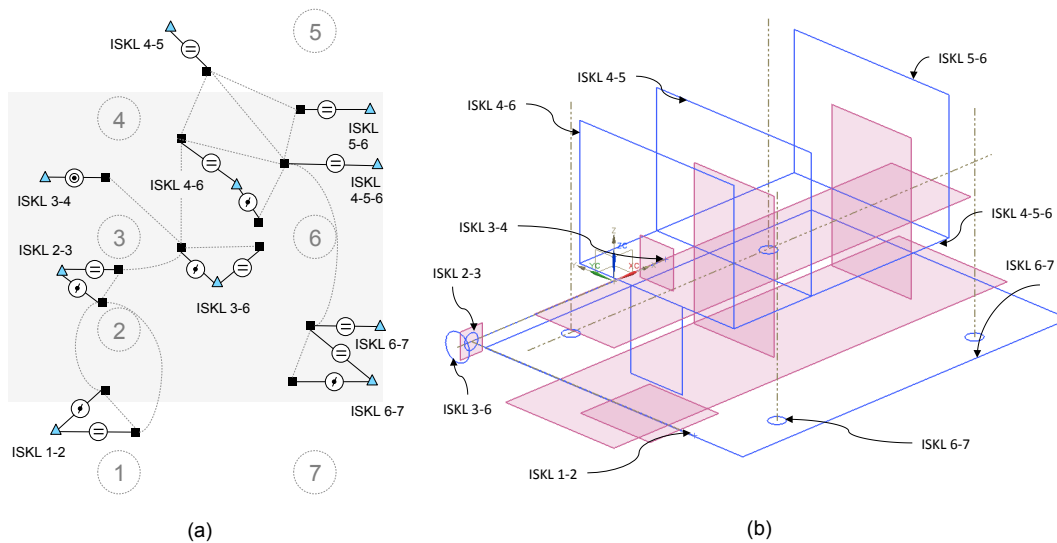 ISKL 4-5
5
4
ISKL
5-6
ISKL 4-6
ISKL
4-5-6
ISKL 3-4
3
6
ISKL 2-3
ISKL 3-6
2
ISKL 6-7
ISKL 6-7
ISKL 1-2
1
7
(a)
ISKL 5-6
ISKL 4-5
ISKL 4-6
ISKL 4-5-6
ISKL 3-4
Z
ZC
YC
XC
ISKL 2-3
ISKL 6-7
ISKL 3-6
ISKL 6-7
ISKL 1-2
(b)